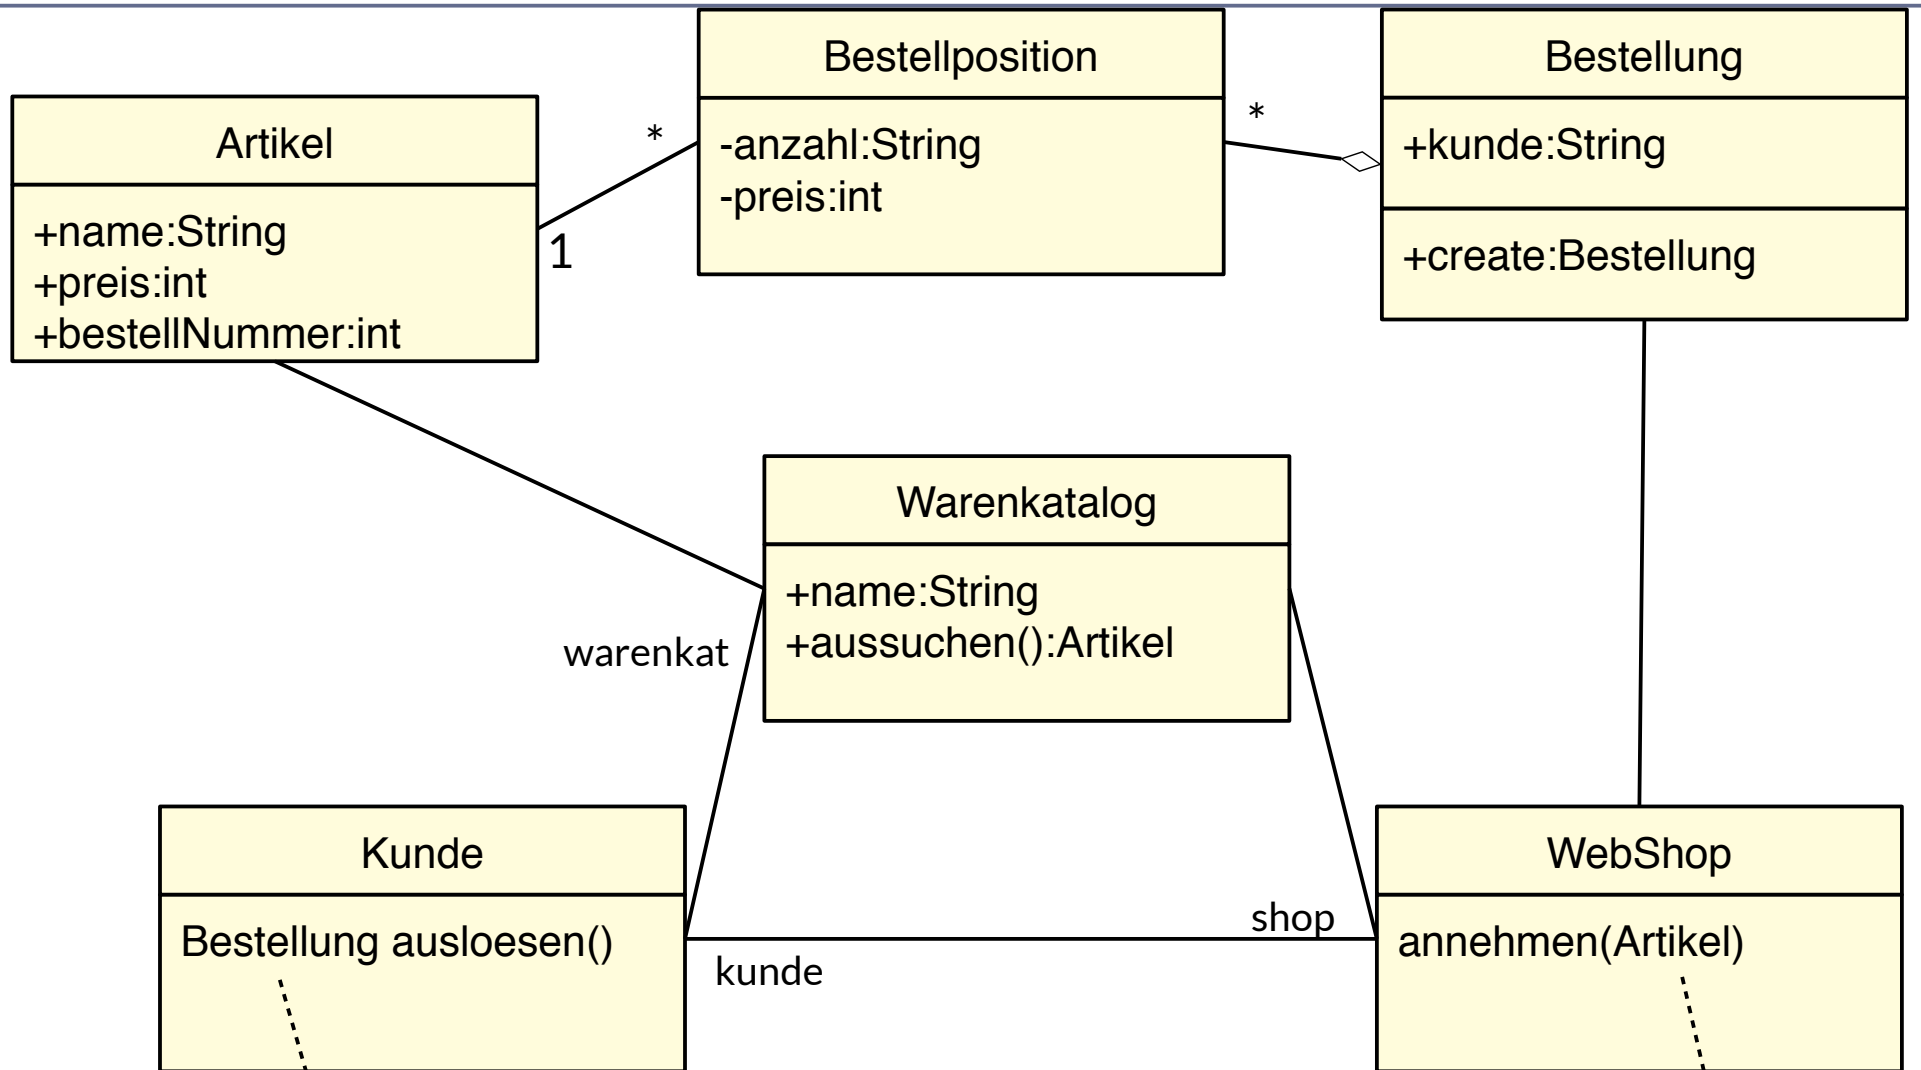 Bestellposition
-anzahl:String
-preis:int
*
*
Bestellung
+kunde:String
+create:Bestellung
Artikel
+name:String
+preis:int
+bestellNummer:int
1
Warenkatalog
+name:String
+aussuchen():Artikel
warenkat
Kunde
Bestellung ausloesen()
kunde
shop
WebShop
annehmen(Artikel)